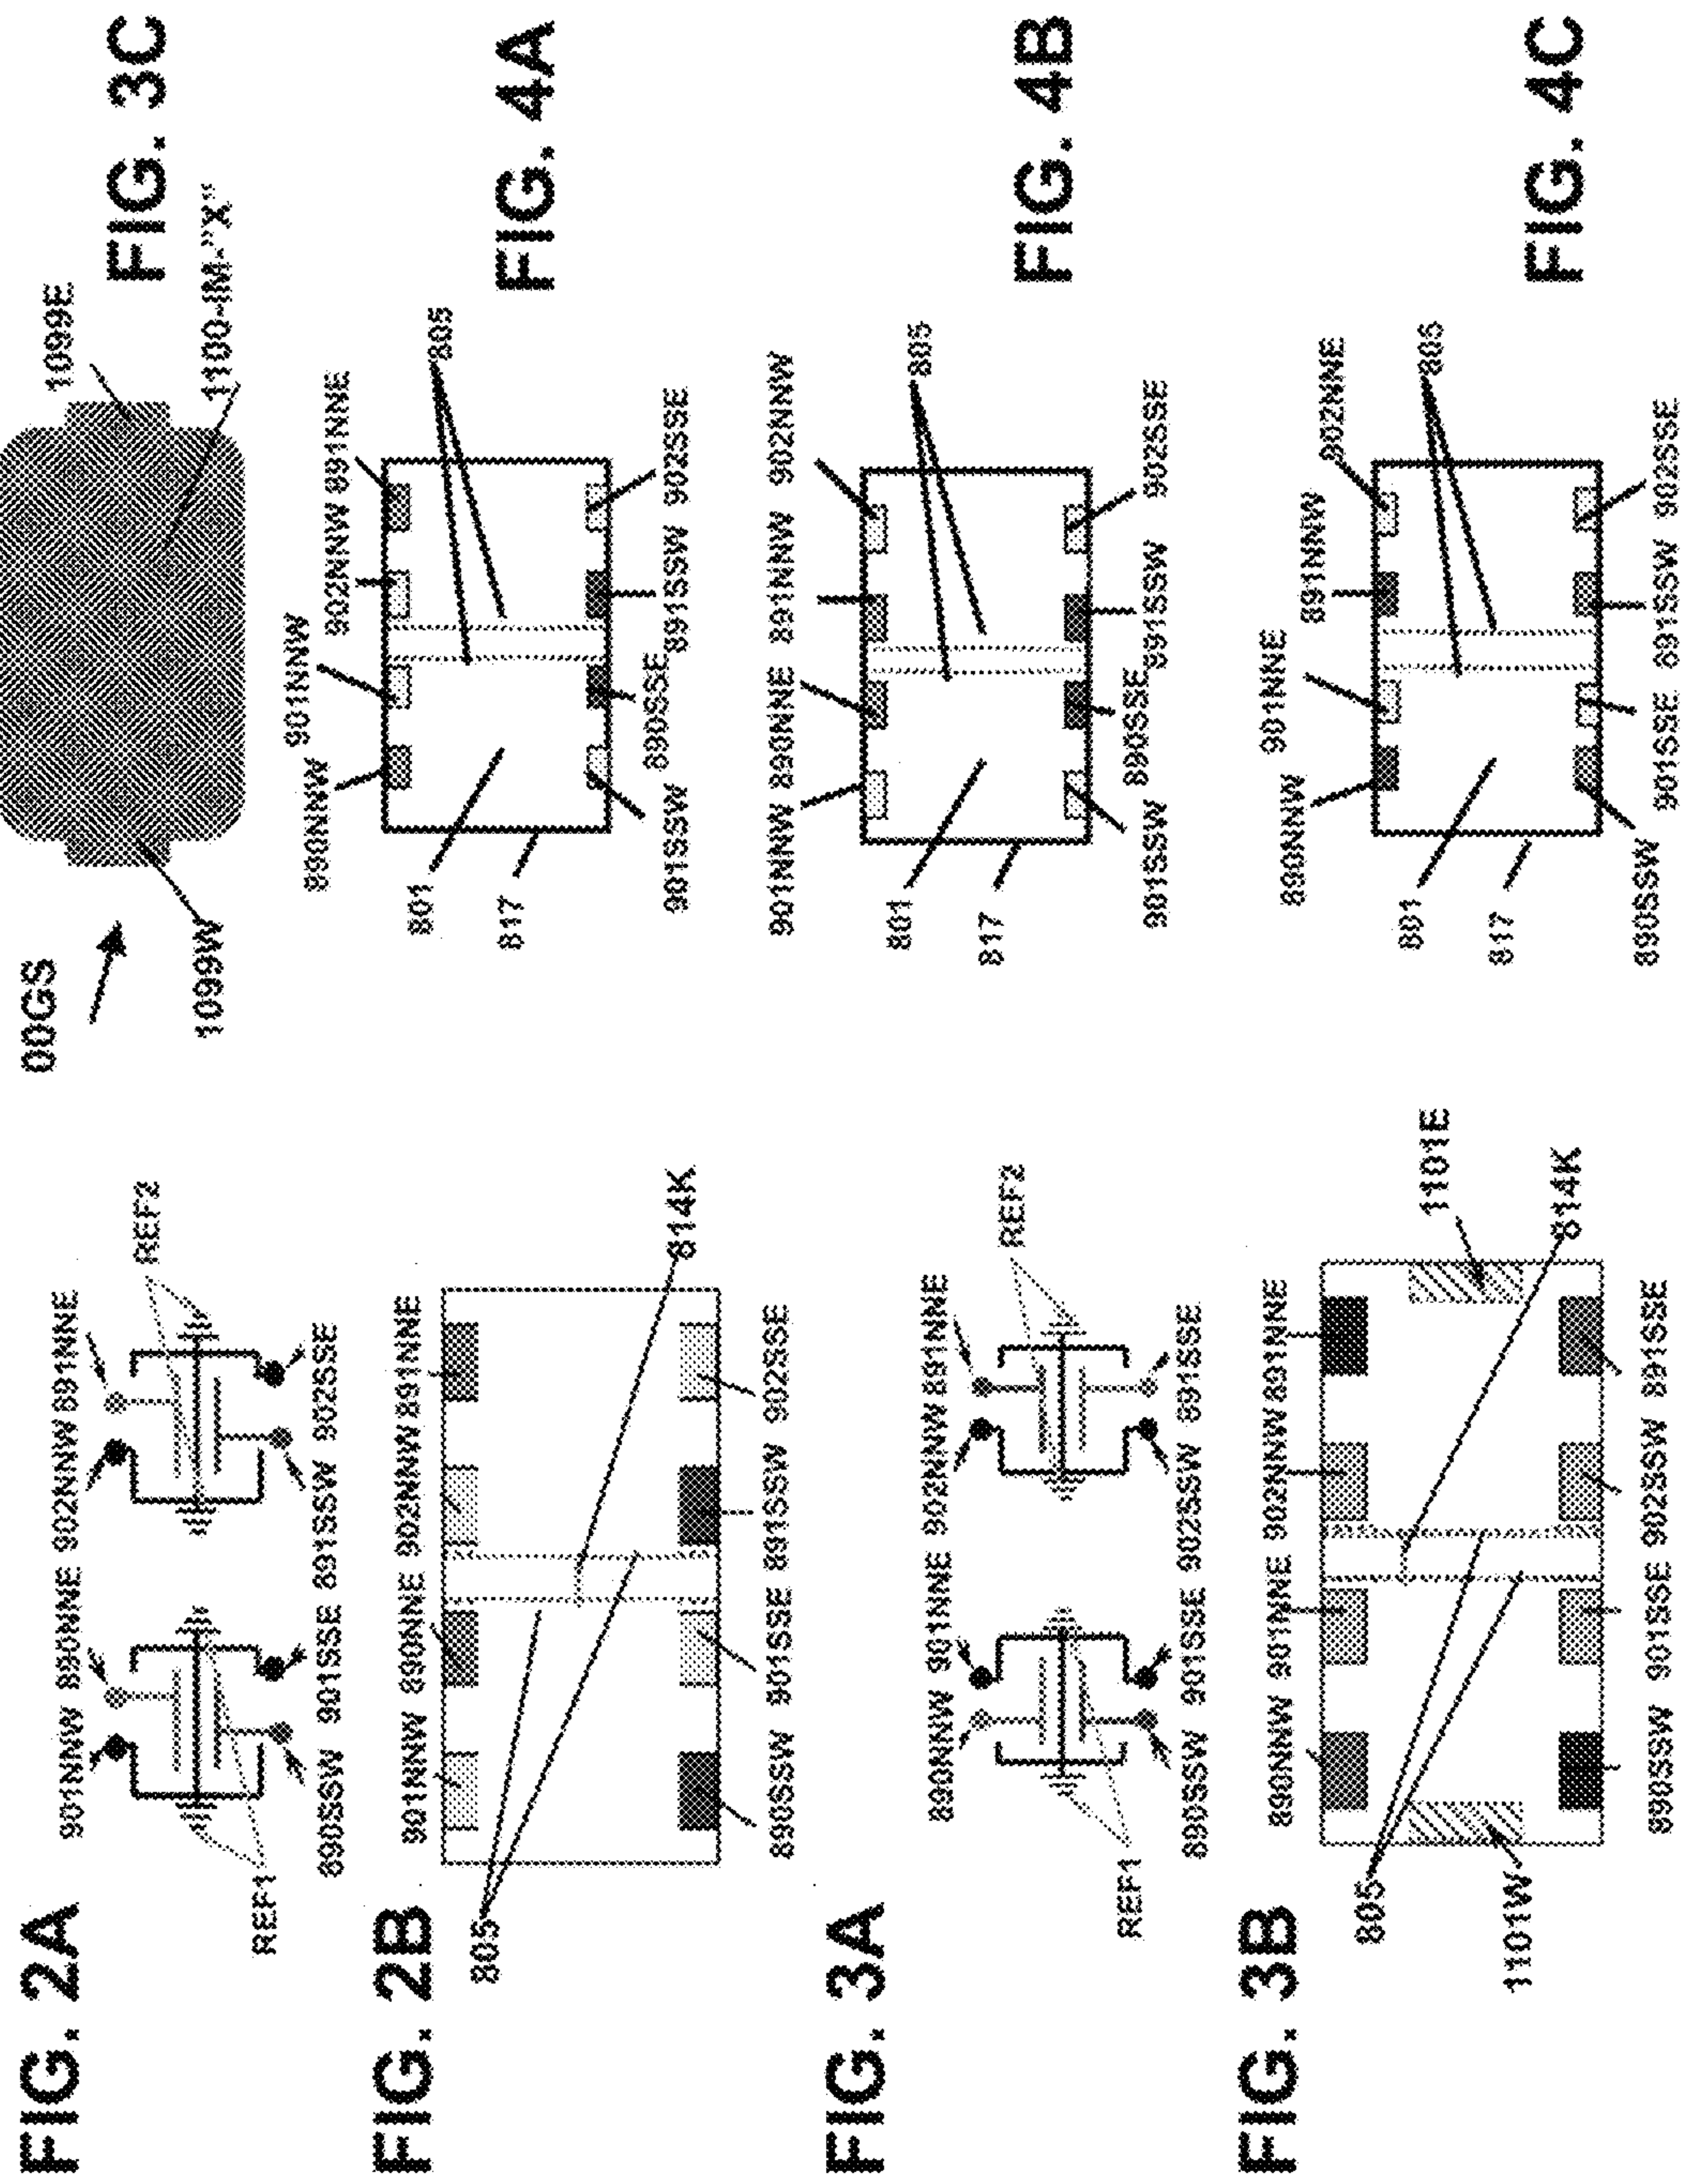 FIG. 2A
901NNW 890NNE 902NNW 891NNE
REF2
REF1
890SSW 901SSE 891SSW 902SSE
FIG. 2B
901NNW 890NNE 902NNW 891NNE
805
814K
890SSW 901SSE 891SSW 902SSE
FIG. 3A
890NNW 901NNE 902NNW 891NNE
REF2
REF1
890SSW 901SSE 902SSW 891SSE
FIG. 3B
890NNW 901NNE 902NNW 891NNE
805
1101E
1101W
814K
890SSW 901SSE 902SSW 891SSE
00GS
1099E
FIG. 3C
1099W
1100-IM-"X"
890NNW 901NNW 902NNW 891NNE
805
FIG. 4A
801
817
901SSW 890SSE 891SSW 902SSE
901NNW 890NNE 891NNW 902NNW
805
FIG. 4B
801
817
901SSW 890SSE 891SSW 902SSE
890NNW 901NNE 891NNW 902NNE
805
FIG. 4C
801
817
890SSW 901SSE 891SSW 902SSE